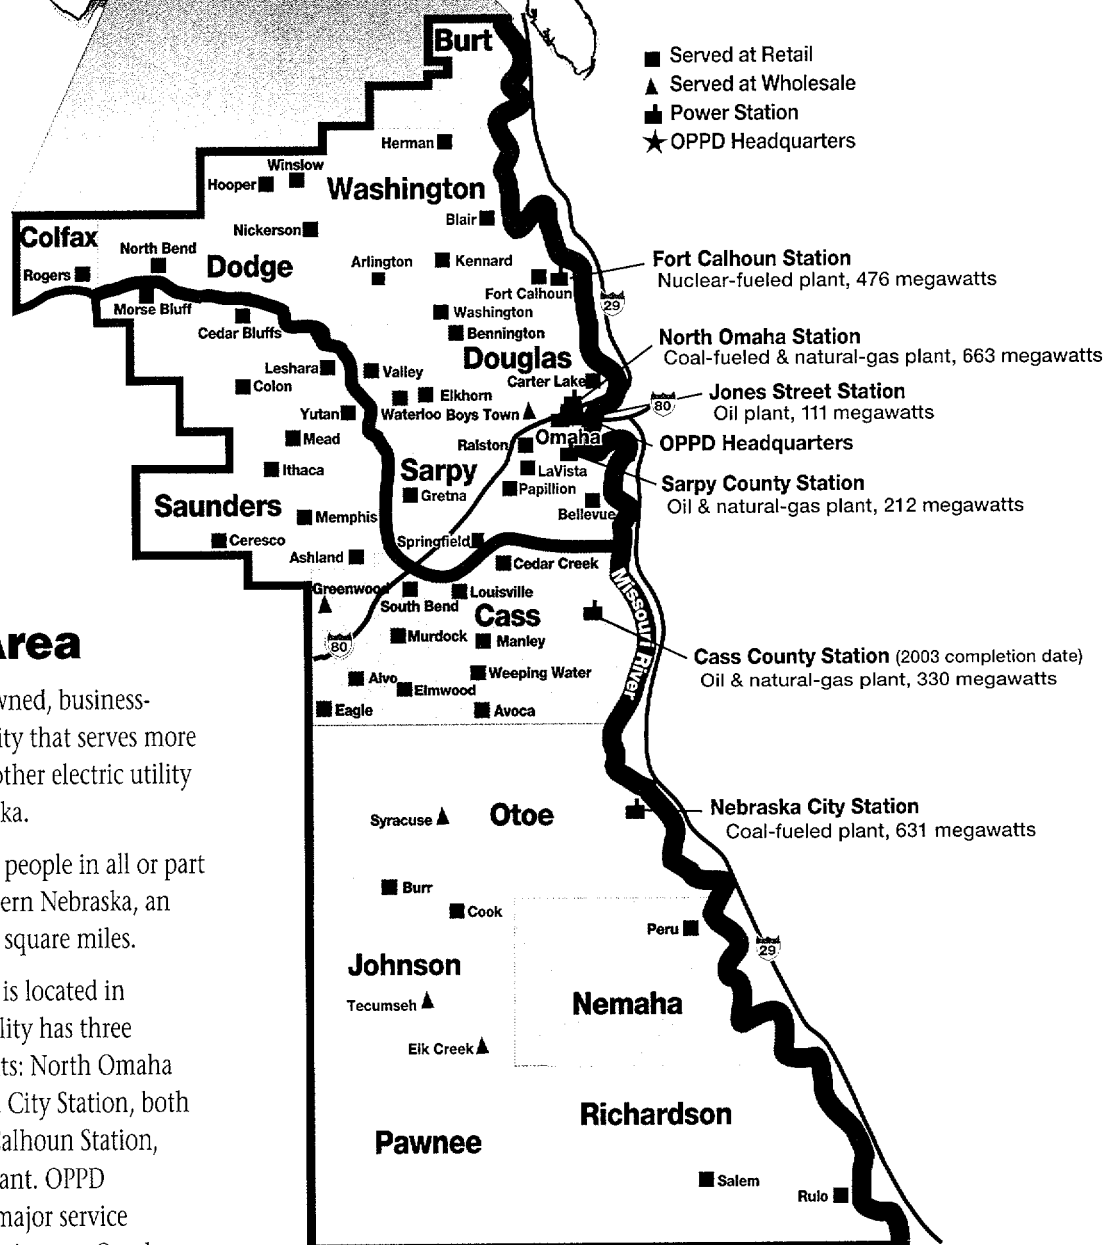 Burt
Served at Retail
Served at Wholesale
Power Station
OPPD Headquarters
Herman
Winslow
Hooper
Washington
Blair
Nickerson
Colfax
North Bend
Dodge
Arlington
Kennard
Rogers
Fort Calhoun
Fort Calhoun Station
Nuclear-fueled plant, 476 megawatts
29
Morse Bluff
Washington
Cedar Bluffs
Bennington
North Omaha Station
Coal-fueled & natural-gas plant, 663 megawatts
Douglas
Leshara
Valley
Carter Lake
Colon
Elkhorn
Jones Street Station
Oil plant, 111 megawatts
80
Yutan
Waterloo
Boys Town
Mead
Ralston
Omaha
OPPD Headquarters
Ithaca
Sarpy
LaVista
Sarpy County Station
Oil & natural-gas plant, 212 megawatts
Gretna
Papillion
Saunders
Memphis
Bellevue
Ceresco
Springfield
Ashland
Cedar Creek
Greenwood
South Bend
Louisville
Missouri River
Cass
80
Murdock
Manley
Cass County Station (2003 completion date)
Oil & natural-gas plant, 330 megawatts
Alvo
Weeping Water
Elmwood
Eagle
Avoca
Syracuse
Otoe
Nebraska City Station
Coal-fueled plant, 631 megawatts
Burr
Cook
Peru
29
Johnson
Tecumseh
Nemaha
Elk Creek
Richardson
Pawnee
Salem
Rulo
Area
wned, business-
ity that serves more
other electric utility
ka.
people in all or part
ern Nebraska, an
square miles.
is located in
lity has three
ts: North Omaha
City Station, both
Calhoun Station,
ant. OPPD
major service